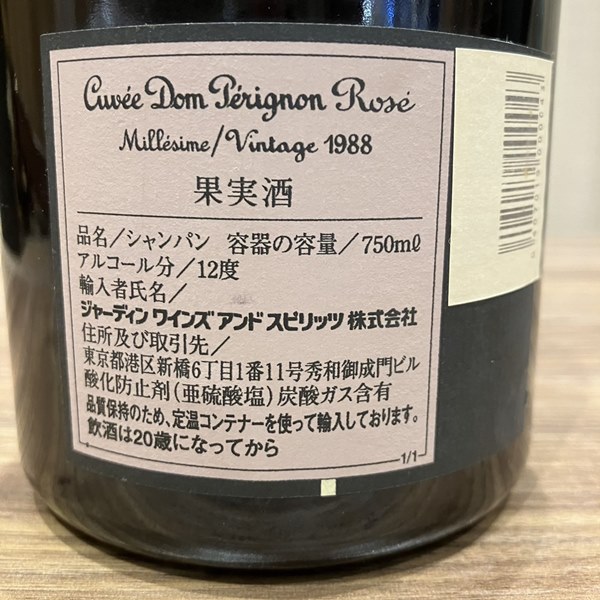 Cuvée Dom Pérignon Rosé
Millésime/Vintage 1988
果実酒
品名／シャンパン 容器の容量／750mℓ
アルコール分／12度
輸入者氏名／
ジャーディン ワインズ アンド スピリッツ 株式会社
住所及び取引先／
東京都港区新橋6丁目1番11号秀和御成門ビル
酸化防止剤(亜硫酸塩)炭酸ガス含有
品質保持のため、定温コンテナーを使って輸入しております。
飲酒は20歳になってから
1/1